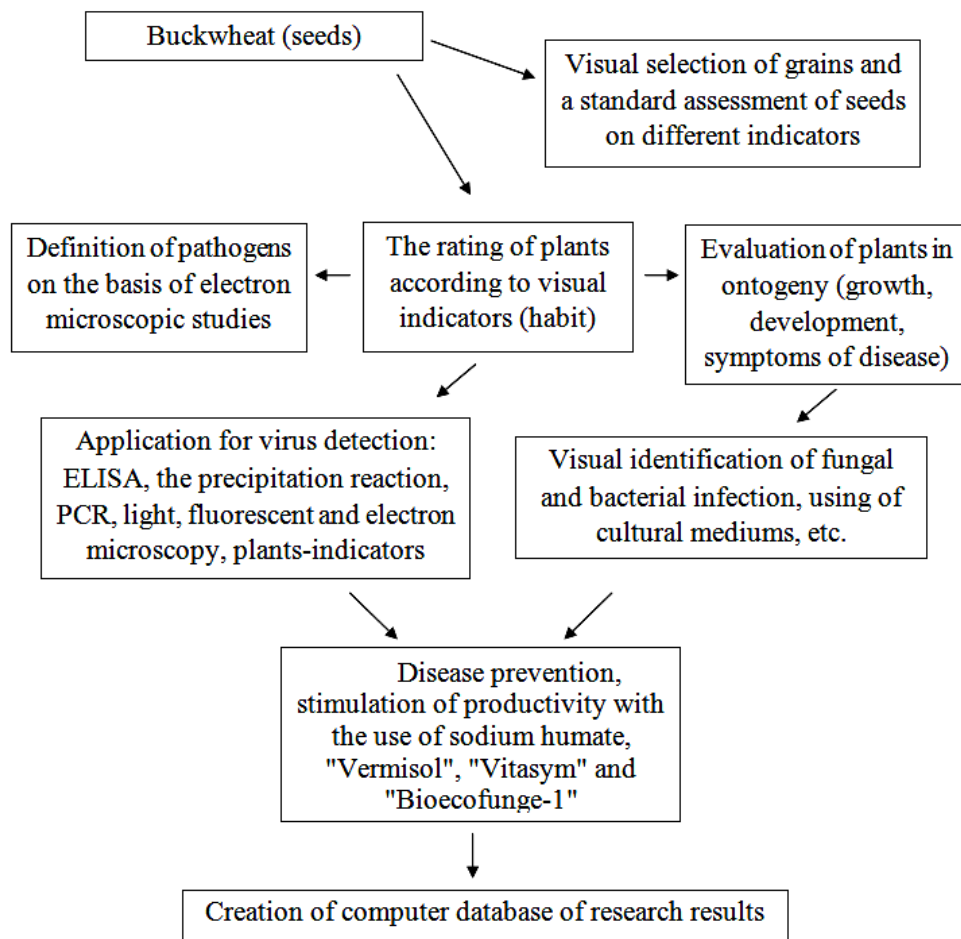 Buckwheat (seeds)
Visual selection of grains and
a standard assessment of seeds
on different indicators
Definition of pathogens
on the basis of electron
microscopic studies
The rating of plants
according to visual
indicators (habit)
Evaluation of plants in
ontogeny (growth,
development,
symptoms of disease)
Application for virus detection:
ELISA, the precipitation reaction,
PCR, light, fluorescent and electron
microscopy, plants-indicators
Visual identification of fungal
and bacterial infection, using of
cultural mediums, etc.
Disease prevention,
stimulation of productivity with
the use of sodium humate,
"Vermisol", "Vitasym" and
"Bioecofunge-1"
Creation of computer database of research results